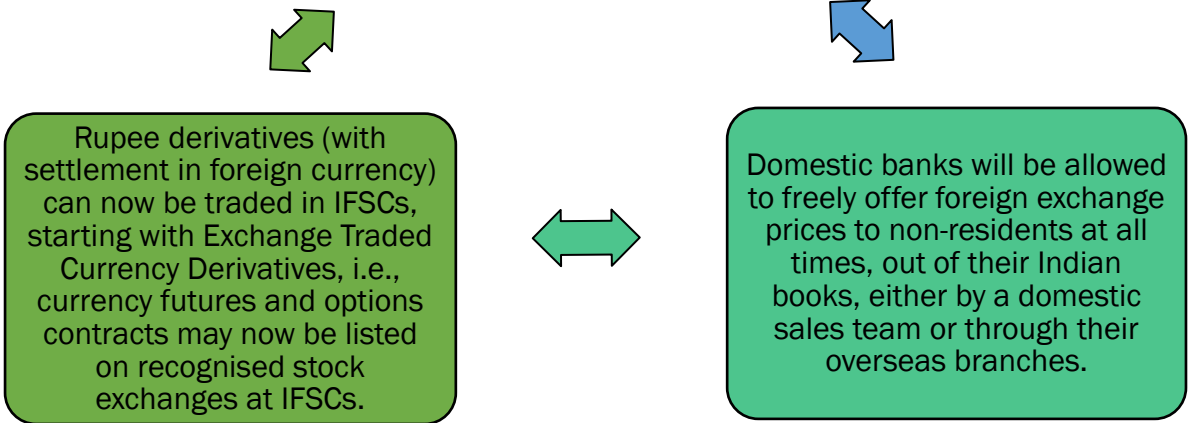 Rupee derivatives (with
settlement in foreign currency)
can now be traded in IFSCs,
starting with Exchange Traded
Currency Derivatives, i.e.,
currency futures and options
contracts may now be listed
on recognised stock
exchanges at IFSCs.
Domestic banks will be allowed
to freely offer foreign exchange
prices to non-residents at all
times, out of their Indian
books, either by a domestic
sales team or through their
overseas branches.